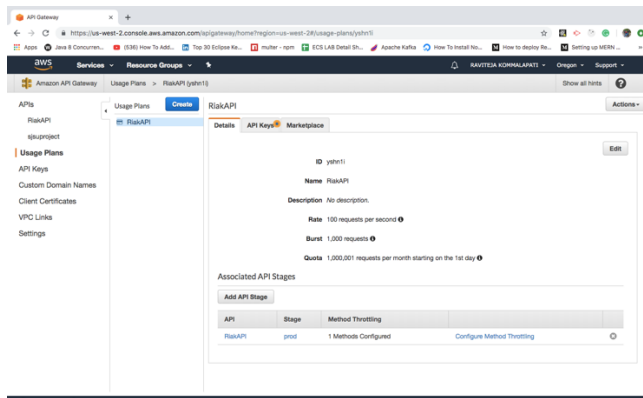 API Gateway
https://us-west-2.console.aws.amazon.com/apigateway/home?region=us-west-2#/usage-plans/yshn1i
Apps Java 8 Concurren... (536) How To Add... Top 30 Eclipse Ke... multer - npm ECS LAB Detail Sh... Apache Kafka How To Install No... How to deploy Re... Setting up MERN ...
aws Services Resource Groups RAVITEJA KOMMALAPATI Oregon Support
Amazon API Gateway Usage Plans > RiakAPI (yshn1i) Show all hints
APIs
RiakAPI
sjsuproject
Usage Plans
API Keys
Custom Domain Names
Client Certificates
VPC Links
Settings
Usage Plans Create
RiakAPI
RiakAPI Actions
Details API Keys Marketplace
Edit
ID yshn1i
Name RiakAPI
Description No description.
Rate 100 requests per second
Burst 1,000 requests
Quota 1,000,001 requests per month starting on the 1st day
Associated API Stages
Add API Stage
API Stage Method Throttling
RiakAPI prod 1 Methods Configured Configure Method Throttling